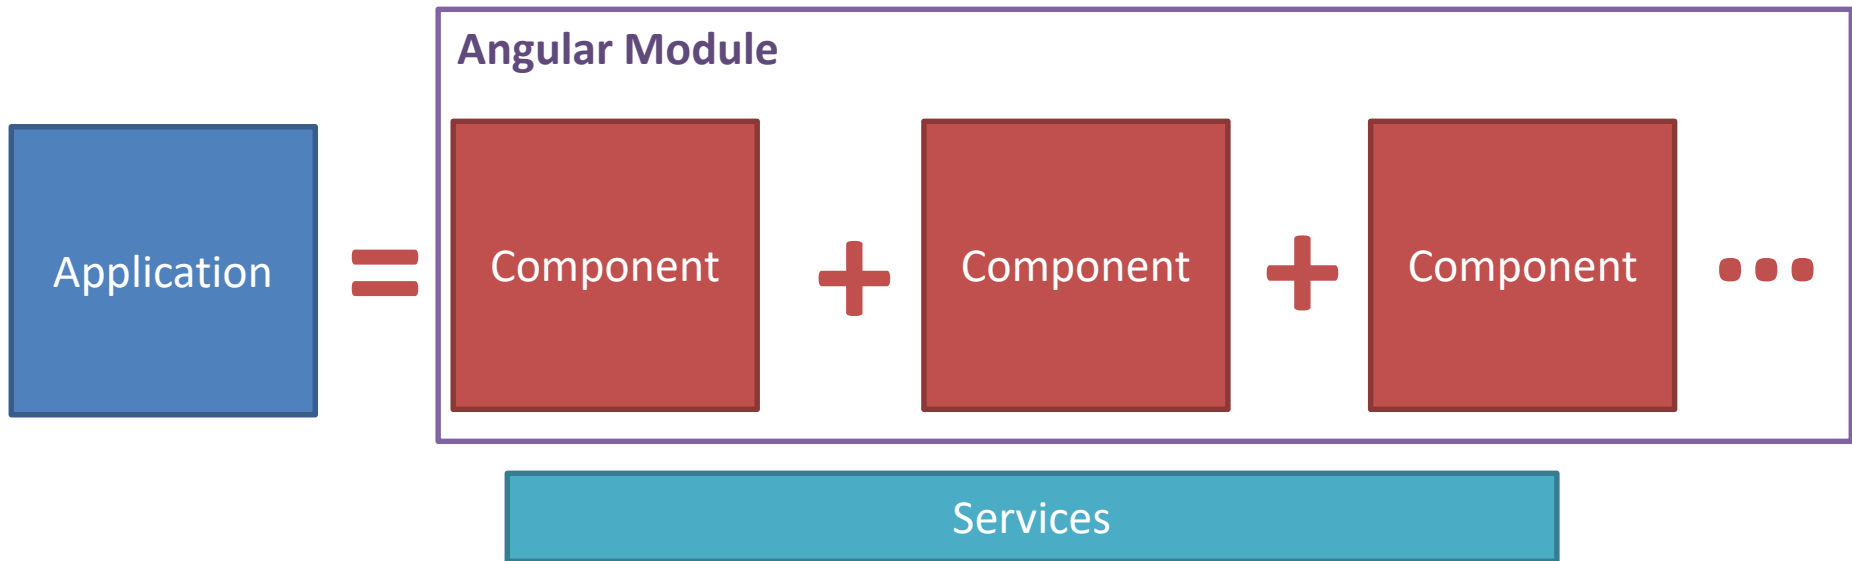 Angular Module
Application = Component + Component + Component ...
Services